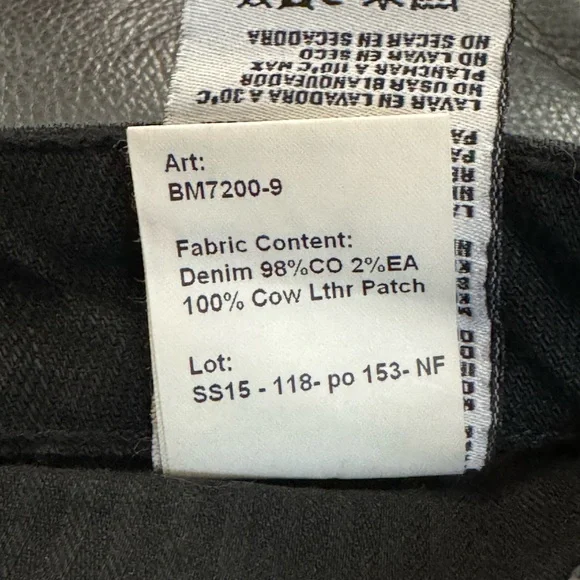 Art:
BM7200-9
Fabric Content:
Denim 98%CO 2%EA
100% Cow Lthr Patch
Lot:
SS15 - 118- po 153- NF
LAVAR EN LAVADORA A 30°C
NO USAR BLANQUEADOR
PLANCHAR A 110°C MAX
NO LAVAR EN SECO
NO SECAR EN SECADORA